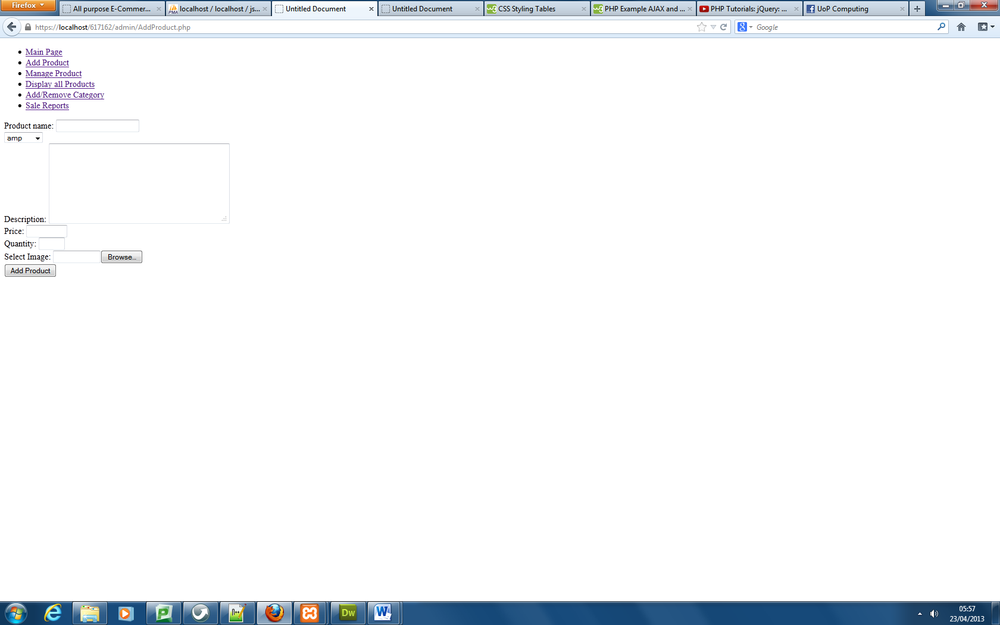 Firefox
All purpose E-Commer...
localhost / localhost / js...
Untitled Document
Untitled Document
CSS Styling Tables
PHP Example AJAX and ...
PHP Tutorials: jQuery: ...
UoP Computing
https://localhost/617162/admin/AddProduct.php
Google
Main Page
Add Product
Manage Product
Display all Products
Add/Remove Category
Sale Reports
Product name:
amp
Description:
Price:
Quantity:
Select Image: Browse...
Add Product
05:57
23/04/2013